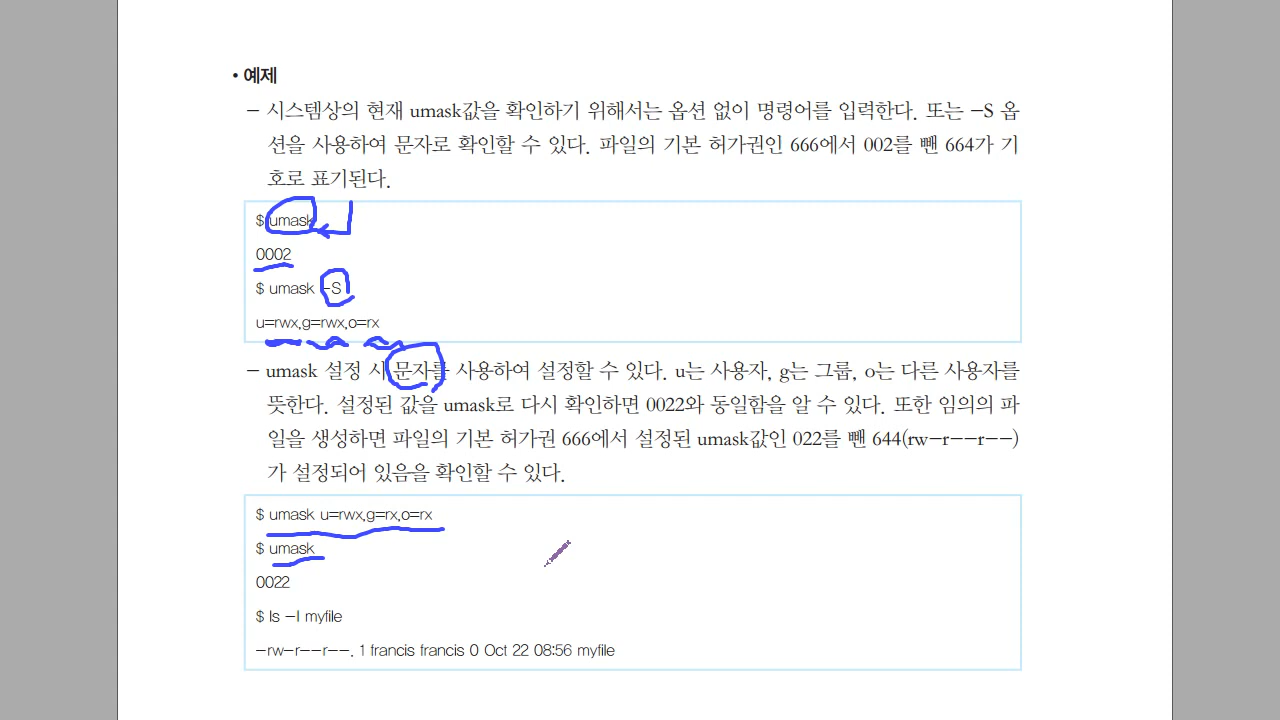 • 예제
– 시스템상의 현재 umask값을 확인하기 위해서는 옵션 없이 명령어를 입력한다. 또는 –S 옵
션을 사용하여 문자로 확인할 수 있다. 파일의 기본 허가권인 666에서 002를 뺀 664가 기
호로 표기된다.
$ umask
0002
$ umask –S
u=rwx,g=rwx,o=rx
– umask 설정 시 문자를 사용하여 설정할 수 있다. u는 사용자, g는 그룹, o는 다른 사용자를
뜻한다. 설정된 값을 umask로 다시 확인하면 0022와 동일함을 알 수 있다. 또한 임의의 파
일을 생성하면 파일의 기본 허가권 666에서 설정된 umask값인 022를 뺀 644(rw–r––r––)
가 설정되어 있음을 확인할 수 있다.
$ umask u=rwx,g=rx,o=rx
$ umask
0022
$ ls –l myfile
–rw–r––r––. 1 francis francis 0 Oct 22 08:56 myfile